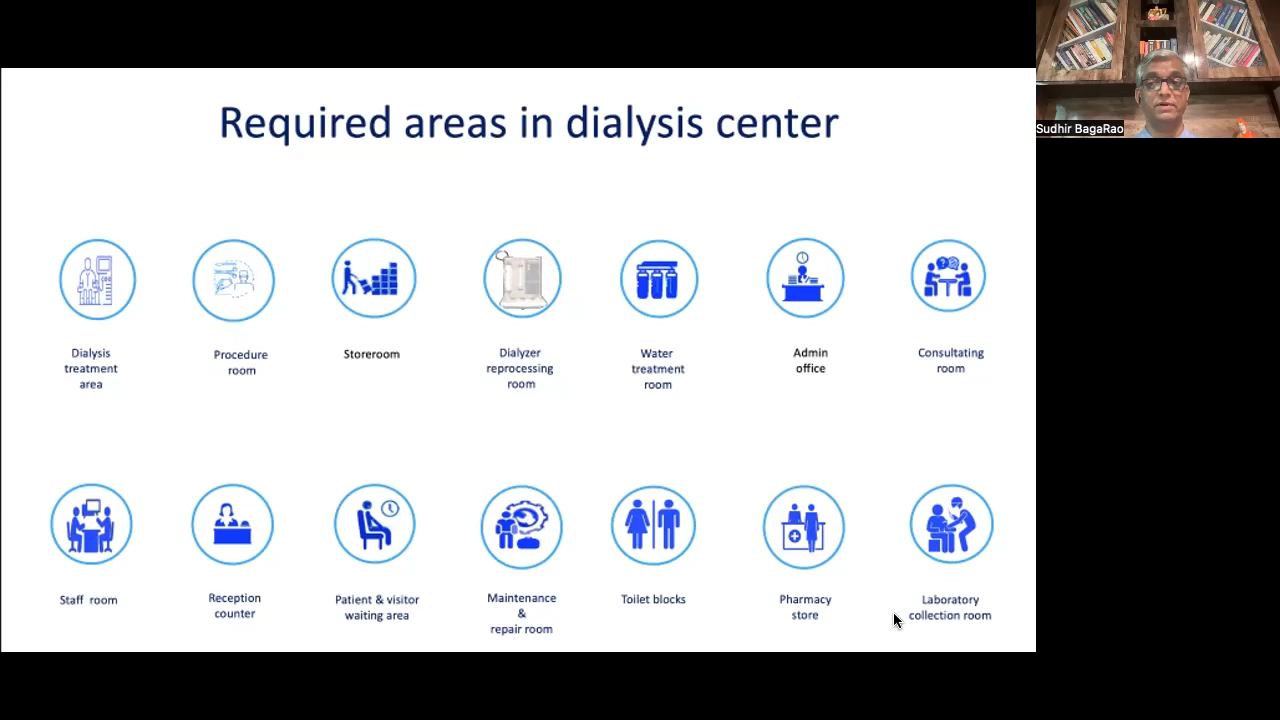 Required areas in dialysis center
Sudhir BagaRao
Dialysis
treatment
area
Procedure
room
Storeroom
Dialyzer
reprocessing
room
Water
treatment
room
Admin
office
Consultating
room
Staff room
Reception
counter
Patient & visitor
waiting area
Maintenance
&
repair room
Toilet blocks
Pharmacy
store
Laboratory
collection room